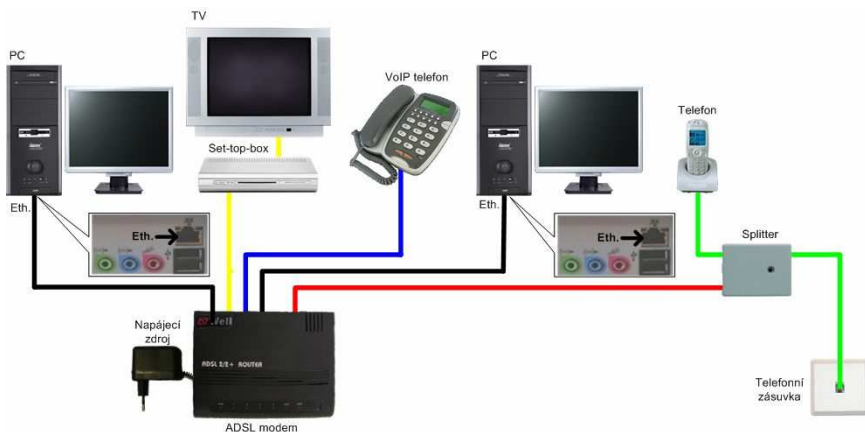 TV
PC
PC
VoIP telefon
Telefon
Set-top-box
Eth.
Eth.
Eth.
Eth.
Splitter
Napájecí
zdroj
Well
ADSL 2/2+ ROUTER
ADSL modem
Telefonní
zásuvka